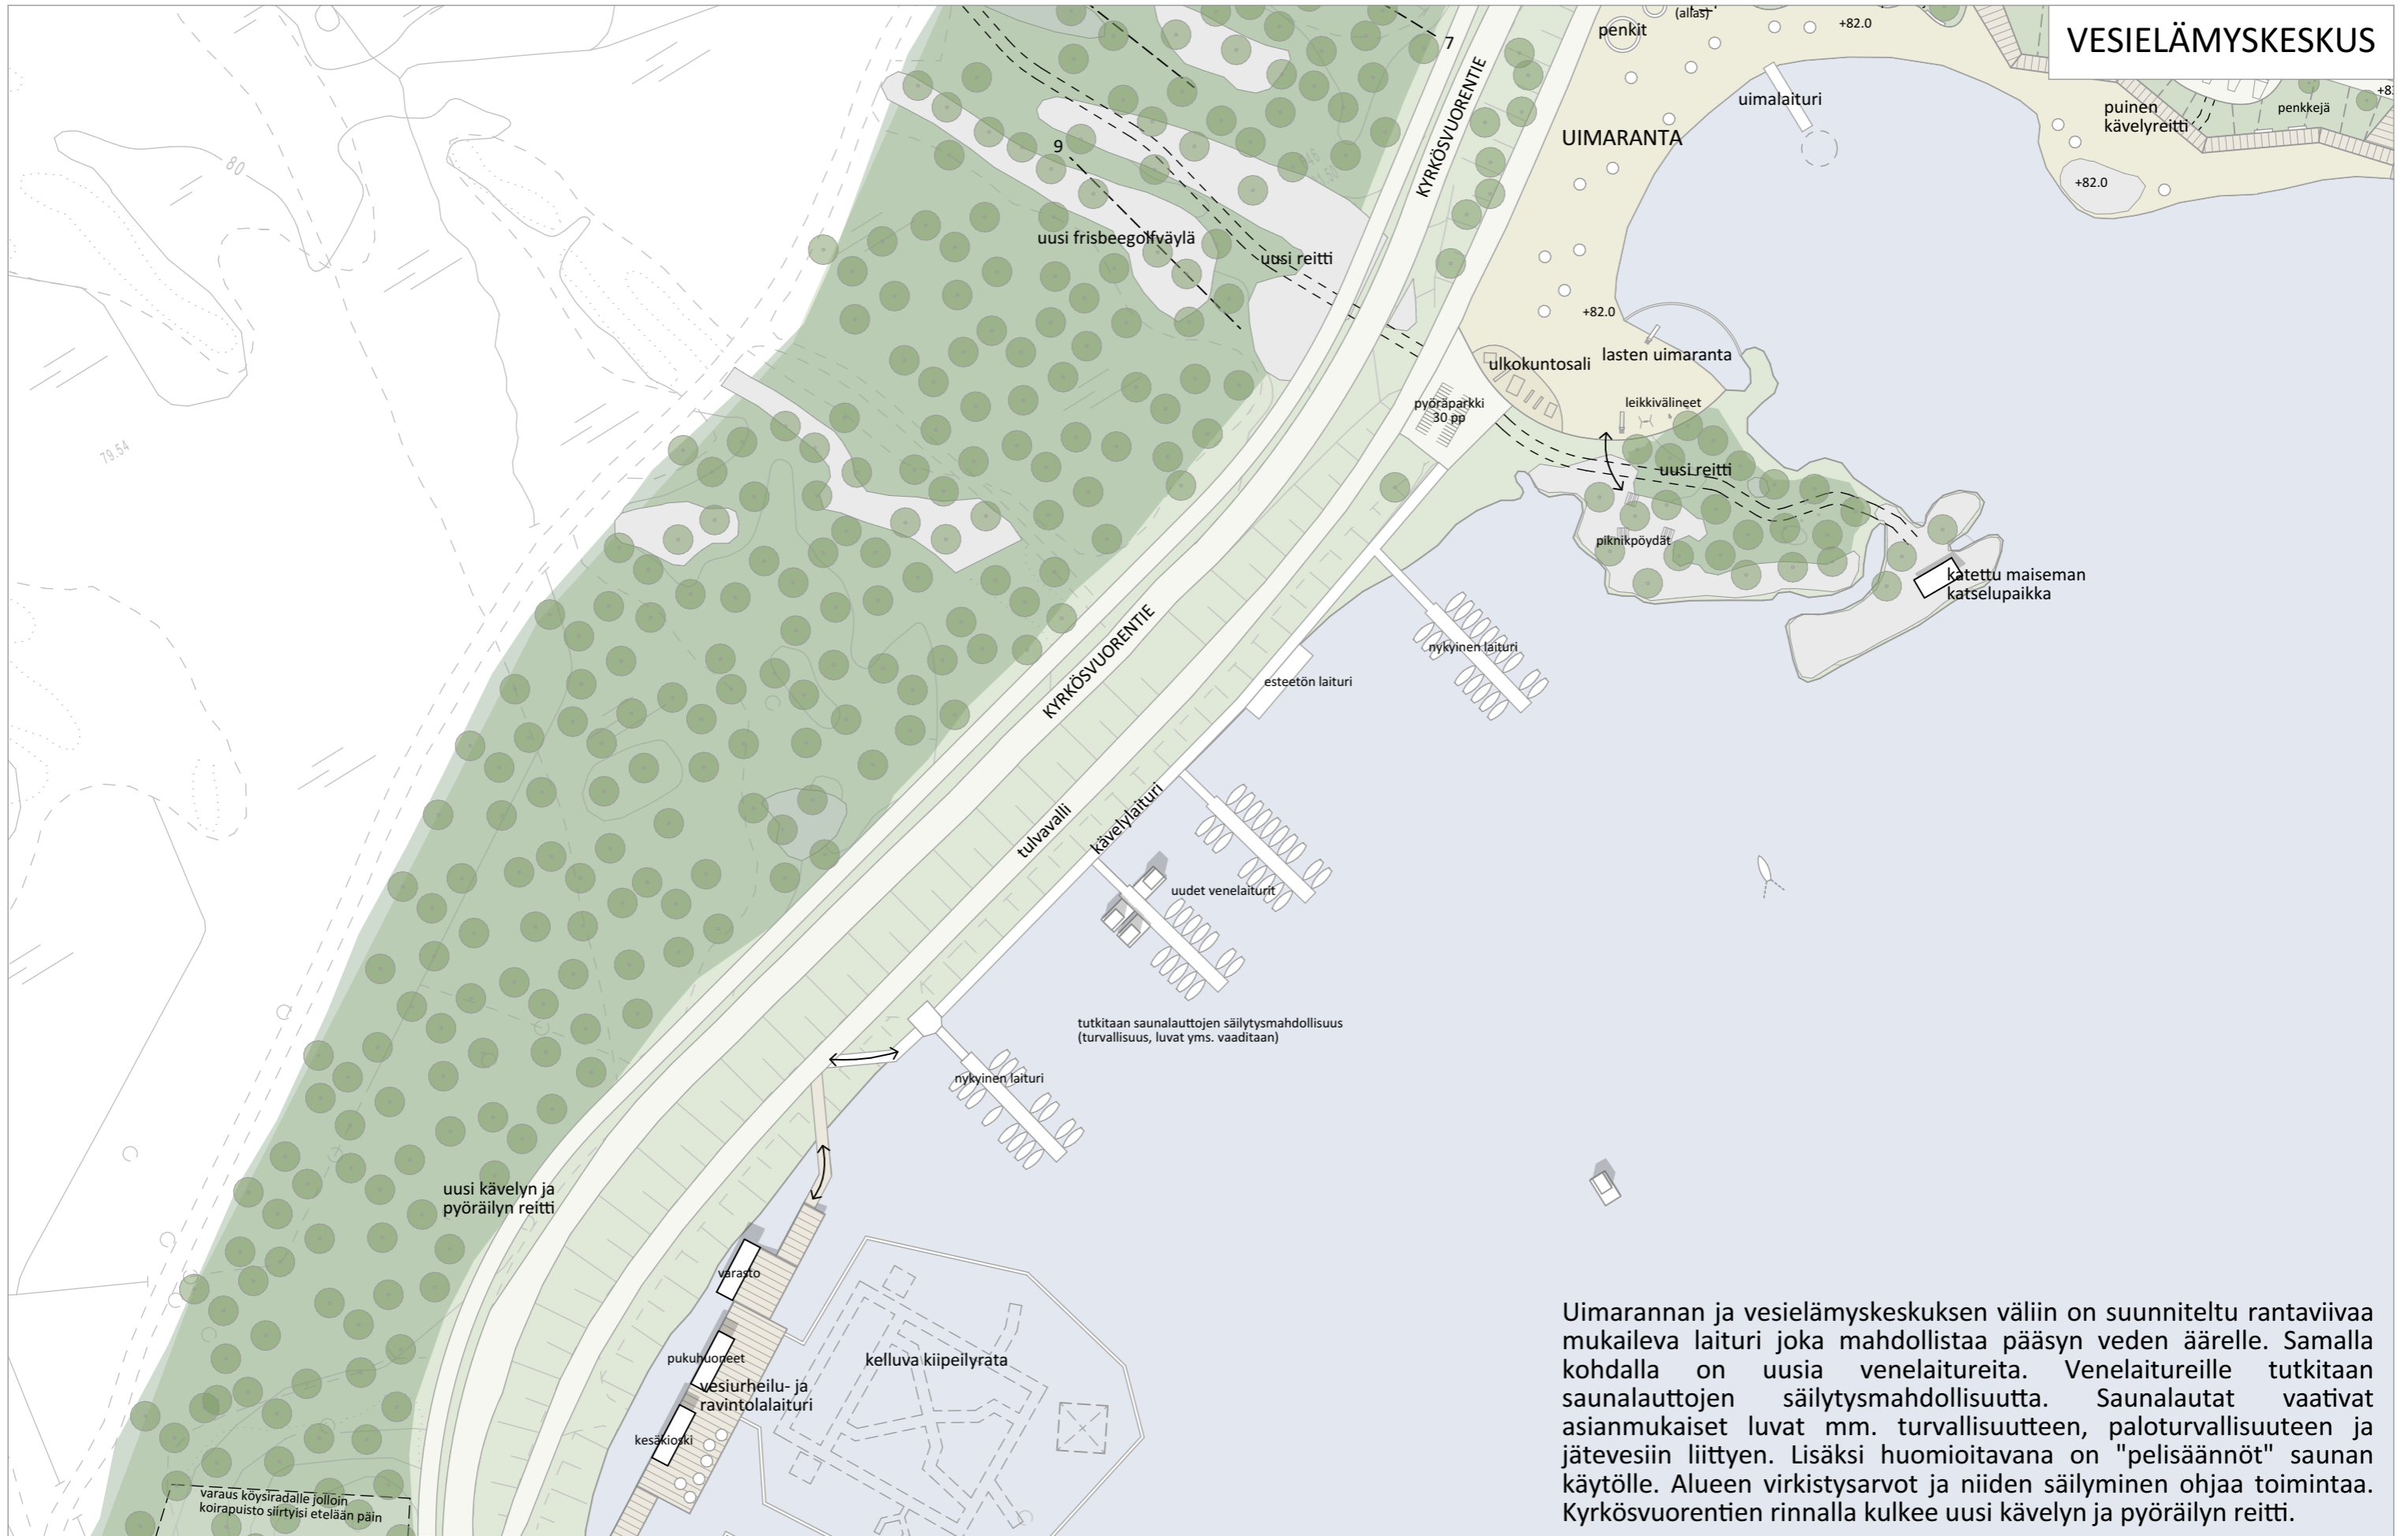 VESIELÄMYSKESKUS
(allas)
penkit
+82.0
7
KYRKÖSVUORENTIE
uimalaituri
puinen
kävelyreitti
penkkejä
UIMARANTA
9
80
+82.0
uusi frisbeegolfväylä
uusi reitti
+82.0
lasten uimaranta
ulkokuntosali
pyöräparkki
30 pp
leikkivälineet
79.54
uusi reitti
piknikpöydät
katettu maiseman
katselupaikka
KYRKÖSVUORENTIE
nykyinen laituri
esteetön laituri
tulvavalli
kävelylaituri
uudet venelaiturit
tutkitaan saunalauttojen säilytysmahdollisuus
(turvallisuus, luvat yms. vaaditaan)
nykyinen laituri
uusi kävelyn ja
pyöräilyn reitti
varasto
pukuhuoneet
kelluva kiipeilyrata
vesiurheilu- ja
ravintolalaituri
kesäkioski
varaus köysiradalle jolloin
koirapuisto siirtyisi etelään päin
Uimarannan ja vesielämyskeskuksen väliin on suunniteltu rantaviivaa
mukaileva laituri joka mahdollistaa pääsyn veden äärelle. Samalla
kohdalla on uusia venelaitureita. Venelaitureille tutkitaan
saunalauttojen säilytysmahdollisuutta. Saunalautat vaativat
asianmukaiset luvat mm. turvallisuutteen, paloturvallisuuteen ja
jätevesiin liittyen. Lisäksi huomioitavana on "pelisäännöt" saunan
käytölle. Alueen virkistysarvot ja niiden säilyminen ohjaa toimintaa.
Kyrkösvuorentien rinnalla kulkee uusi kävelyn ja pyöräilyn reitti.